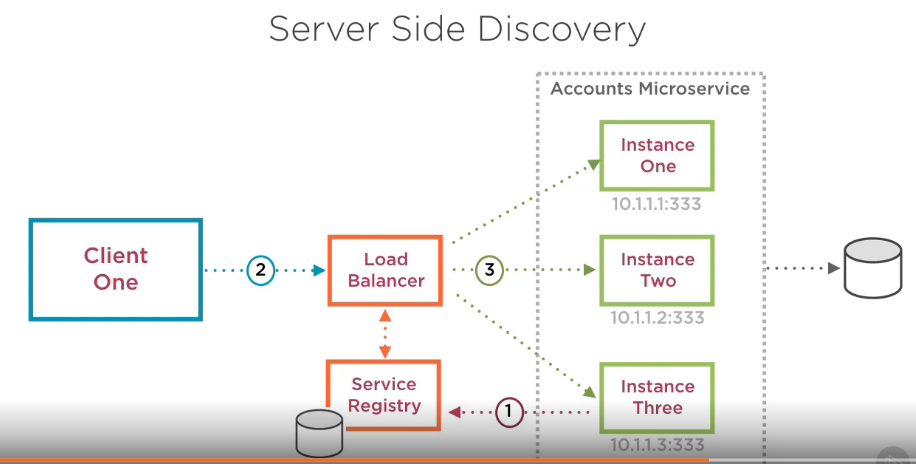 Server Side Discovery
Accounts Microservice
Instance
One
10.1.1.1:333
Client
One
2
Load
Balancer
3
Instance
Two
10.1.1.2:333
Service
Registry
1
Instance
Three
10.1.1.3:333